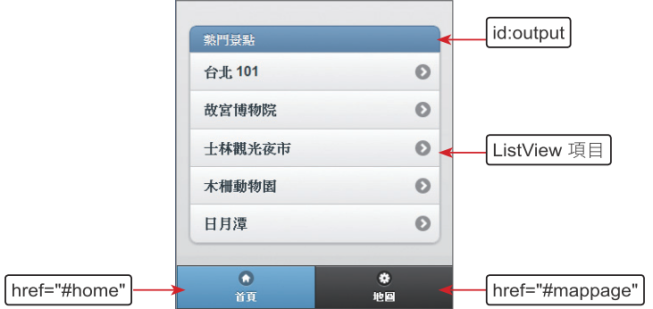 熱門景點
id:output
台北 101
故宮博物院
士林觀光夜市
ListView 項目
木柵動物園
日月潭
href="#home"
首頁
地圖
href="#mappage"